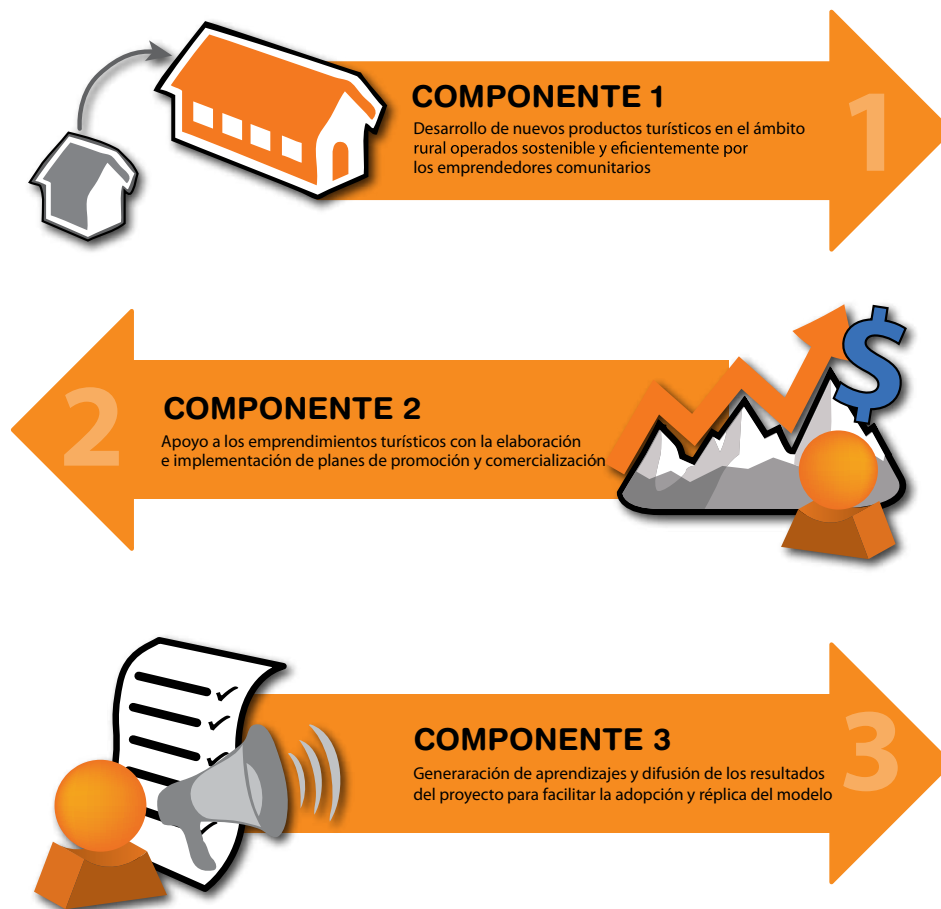 COMPONENTE 1
Desarrollo de nuevos productos turísticos en el ámbito
rural operados sostenible y eficientemente por
los emprendedores comunitarios
1
$
2
COMPONENTE 2
Apoyo a los emprendimientos turísticos con la elaboración
e implementación de planes de promoción y comercialización
COMPONENTE 3
Generaración de aprendizajes y difusión de los resultados
del proyecto para facilitar la adopción y réplica del modelo
3